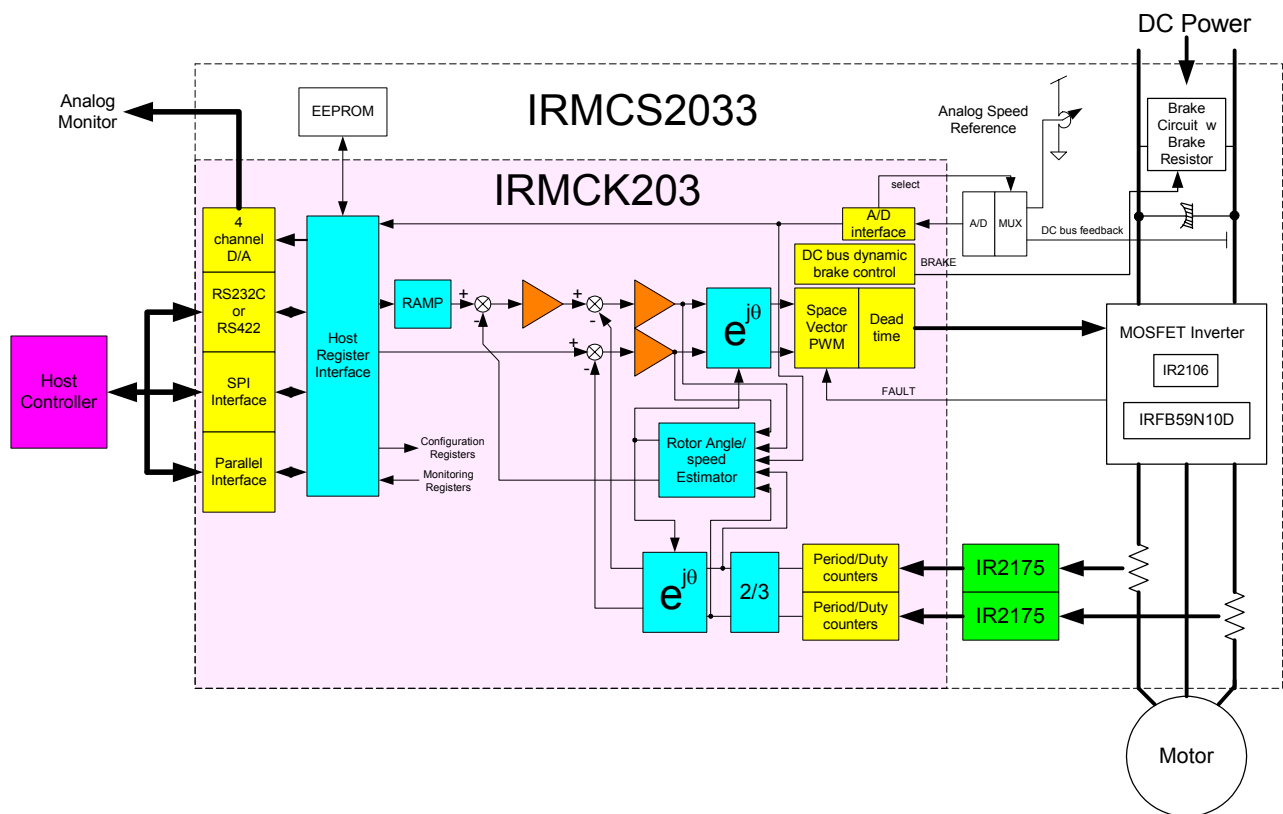 DC Power
Analog
Monitor
EEPROM
IRMCS2033
Analog Speed
Reference
Brake
Circuit w
Brake
Resistor
IRMCK203
select
4
channel
D/A
A/D
interface
A/D
MUX
DC bus feedback
DC bus dynamic
brake control
BRAKE
RS232C
or
RS422
Host
Register
Interface
RAMP
+
-
+
-
+
-
e^jθ
Space
Vector
PWM
Dead
time
MOSFET Inverter
IR2106
IRFB59N10D
FAULT
Host
Controller
SPI
Interface
Parallel
Interface
Configuration
Registers
Monitoring
Registers
Rotor Angle/
speed
Estimator
e^jθ
2/3
Period/Duty
counters
IR2175
Period/Duty
counters
IR2175
Motor